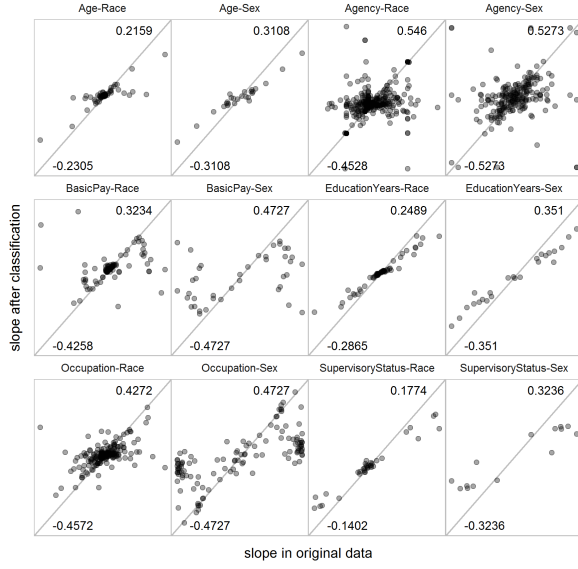 Age-Race
Age-Sex
Agency-Race
Agency-Sex
0.2159
0.3108
0.546
0.5273
-0.2305
-0.3108
-0.4528
-0.5273
BasicPay-Race
BasicPay-Sex
EducationYears-Race
EducationYears-Sex
0.3234
0.4727
0.2489
0.351
-0.4258
-0.4727
-0.2865
-0.351
Occupation-Race
Occupation-Sex
SupervisoryStatus-Race
SupervisoryStatus-Sex
0.4272
0.4727
0.1774
0.3236
-0.4572
-0.4727
-0.1402
-0.3236
slope after classification
slope in original data